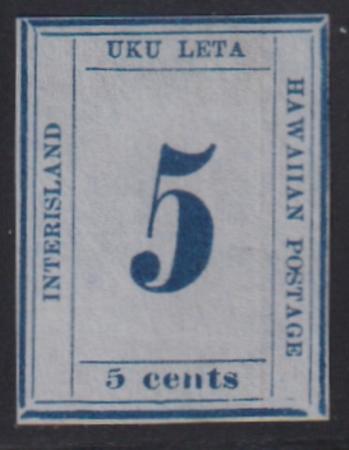 UKU LETA
INTERISLAND
5
HAWAIIAN POSTAGE
5 cents